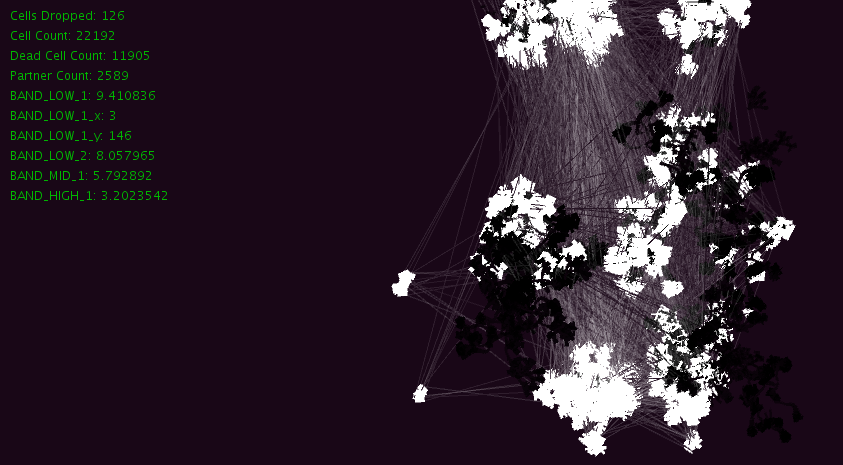 Cells Dropped: 126
Cell Count: 22192
Dead Cell Count: 11905
Partner Count: 2589
BAND_LOW_1: 9.410836
BAND_LOW_1_x: 3
BAND_LOW_1_y: 146
BAND_LOW_2: 8.057965
BAND_MID_1: 5.792892
BAND_HIGH_1: 3.2023542